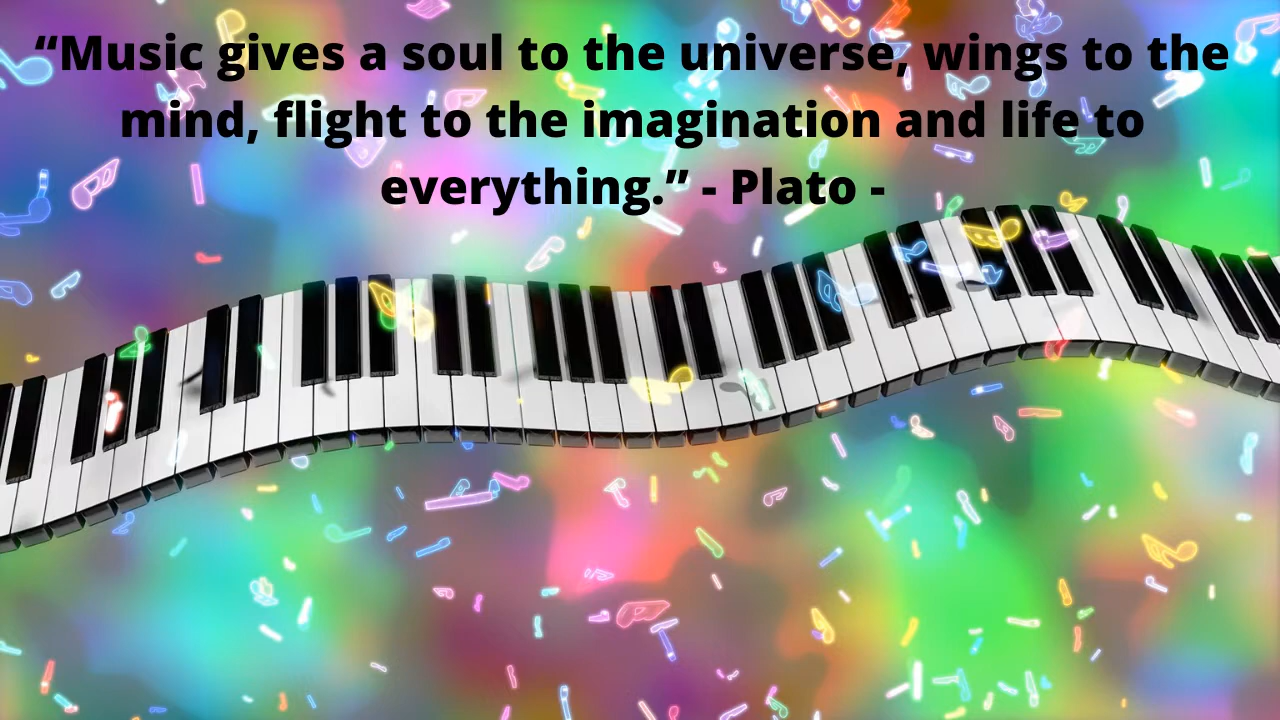 “Music gives a soul to the universe, wings to the
mind, flight to the imagination and life to
everything.” - Plato -